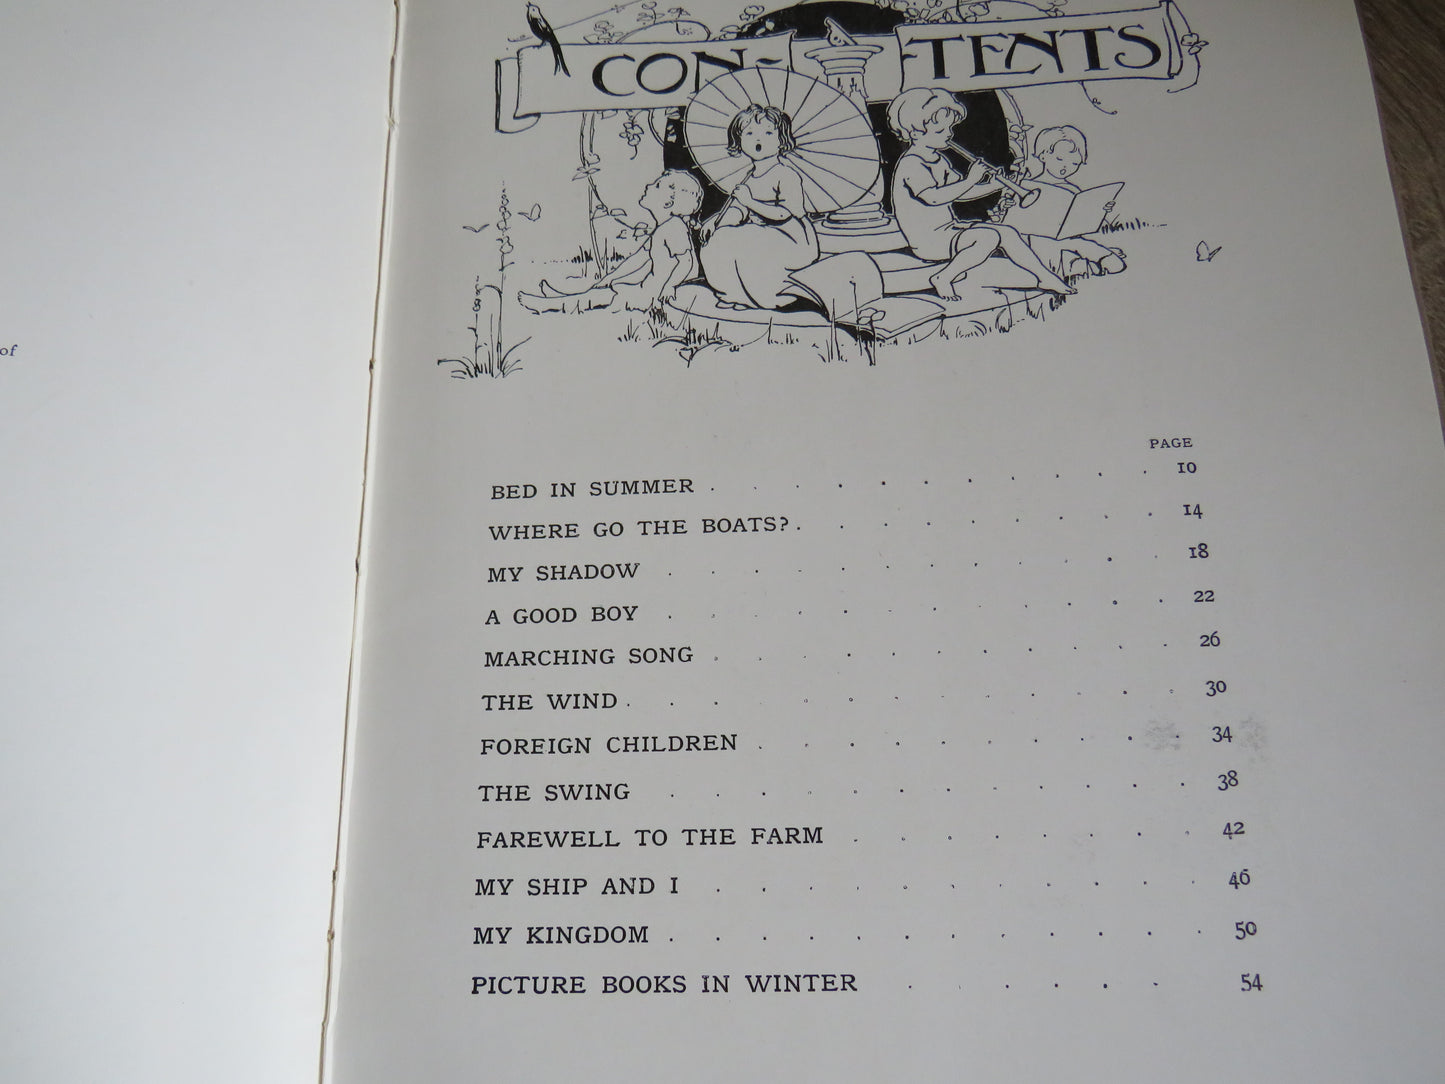 of
CON-TENTS
PAGE
BED IN SUMMER . . . . . . . . . . . 10
WHERE GO THE BOATS? . . . . . . . . . 14
MY SHADOW . . . . . . . . . . . . 18
A GOOD BOY . . . . . . . . . . . . 22
MARCHING SONG . . . . . . . . . . . 26
THE WIND . . . . . . . . . . . . . 30
FOREIGN CHILDREN . . . . . . . . . . 34
THE SWING . . . . . . . . . . . . 38
FAREWELL TO THE FARM . . . . . . . . 42
MY SHIP AND I . . . . . . . . . . . 46
MY KINGDOM . . . . . . . . . . . . 50
PICTURE BOOKS IN WINTER . . . . . . 54